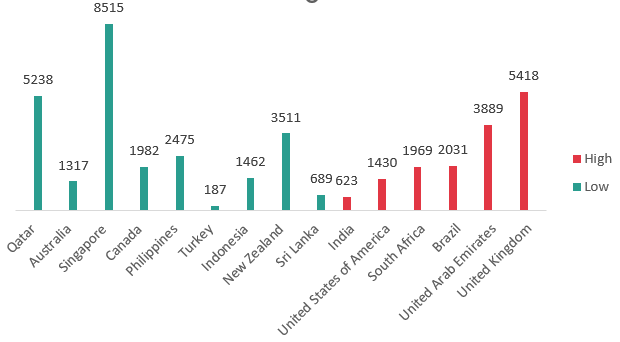 8515
5238
1317
1982
2475
187
1462
3511
689
623
1430
1969
2031
3889
5418
High
Low
Qatar
Australia
Singapore
Canada
Philippines
Turkey
Indonesia
New Zealand
Sri Lanka
India
United States of America
South Africa
Brazil
United Arab Emirates
United Kingdom